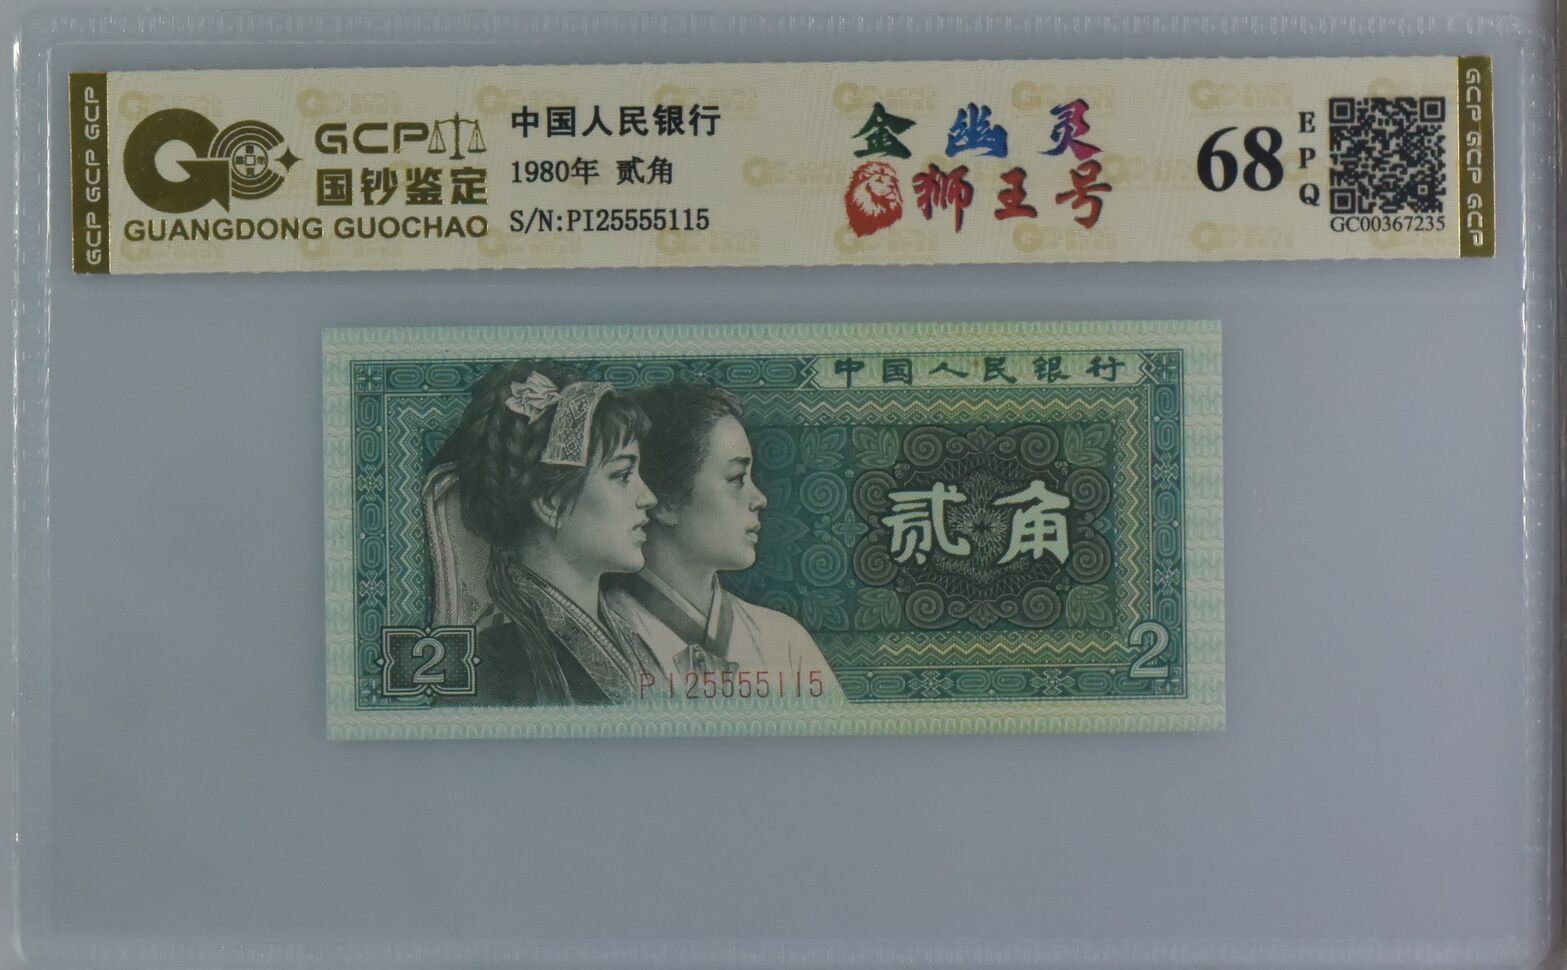 GCP GCP GCP
GCP
国钞鉴定
GUANGDONG GUOCHAO
中国人民银行
1980年 贰角
S/N:PI25555115
金幽灵
狮王号
68
EPQ
GC00367235
GCP GCP GCP
中国人民银行
贰角
2
2
PI25555115